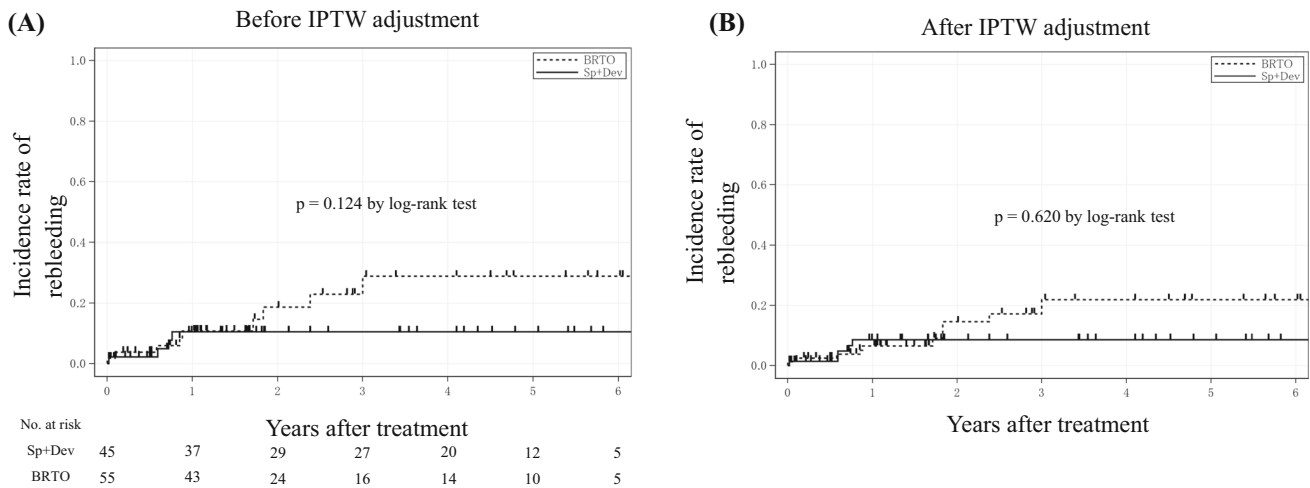 (A)
Before IPTW adjustment
1.0
0.8
0.6
0.4
0.2
0.0
BRTO
Sp+Dev
p = 0.124 by log-rank test
Incidence rate of
rebleeding
0 1 2 3 4 5 6
Years after treatment
No. at risk
Sp+Dev 45 37 29 27 20 12 5
BRTO 55 43 24 16 14 10 5
(B)
After IPTW adjustment
1.0
0.8
0.6
0.4
0.2
0.0
BRTO
Sp+Dev
p = 0.620 by log-rank test
Incidence rate of
rebleeding
0 1 2 3 4 5 6
Years after treatment